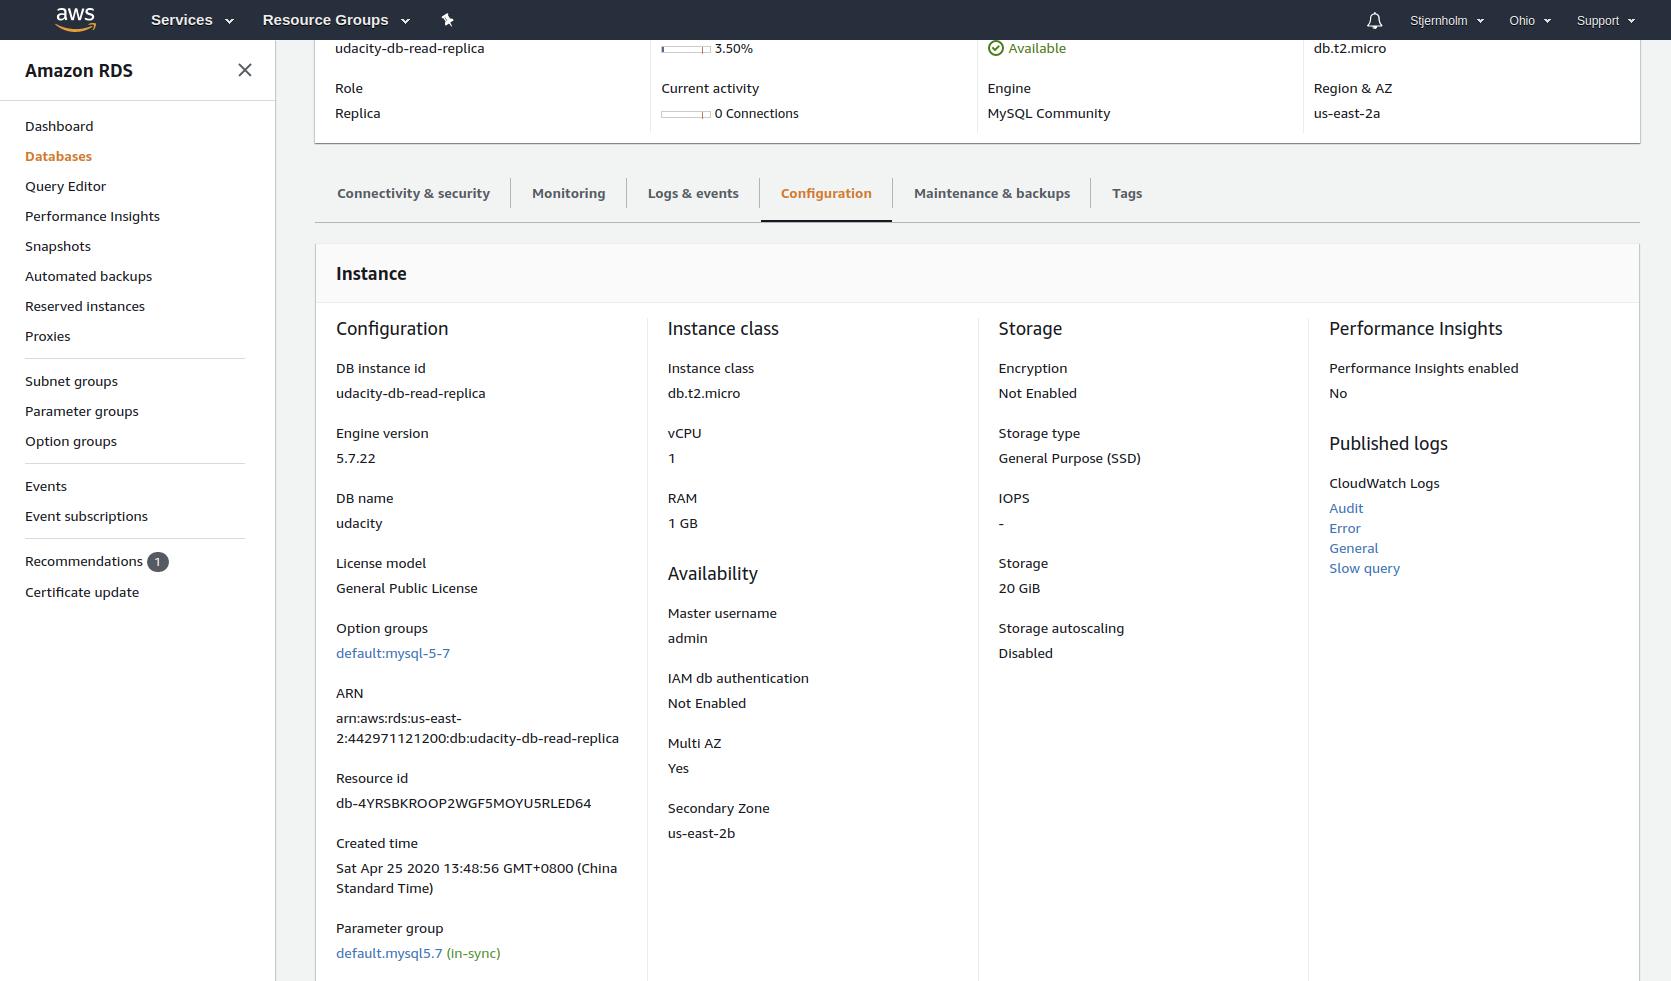 aws Services Resource Groups Stjernholm Ohio Support
Amazon RDS
Dashboard
Databases
Query Editor
Performance Insights
Snapshots
Automated backups
Reserved instances
Proxies
Subnet groups
Parameter groups
Option groups
Events
Event subscriptions
Recommendations 1
Certificate update
udacity-db-read-replica 3.50% Available db.t2.micro
Role Current activity Engine Region & AZ
Replica 0 Connections MySQL Community us-east-2a
Connectivity & security Monitoring Logs & events Configuration Maintenance & backups Tags
Instance
Configuration
DB instance id
udacity-db-read-replica
Engine version
5.7.22
DB name
udacity
License model
General Public License
Option groups
default:mysql-5-7
ARN
arn:aws:rds:us-east-
2:442971121200:db:udacity-db-read-replica
Resource id
db-4YRSBKROOP2WGF5MOYU5RLED64
Created time
Sat Apr 25 2020 13:48:56 GMT+0800 (China
Standard Time)
Parameter group
default.mysql5.7 (in-sync)
Instance class
Instance class
db.t2.micro
vCPU
1
RAM
1 GB
Availability
Master username
admin
IAM db authentication
Not Enabled
Multi AZ
Yes
Secondary Zone
us-east-2b
Storage
Encryption
Not Enabled
Storage type
General Purpose (SSD)
IOPS
-
Storage
20 GiB
Storage autoscaling
Disabled
Performance Insights
Performance Insights enabled
No
Published logs
CloudWatch Logs
Audit
Error
General
Slow query